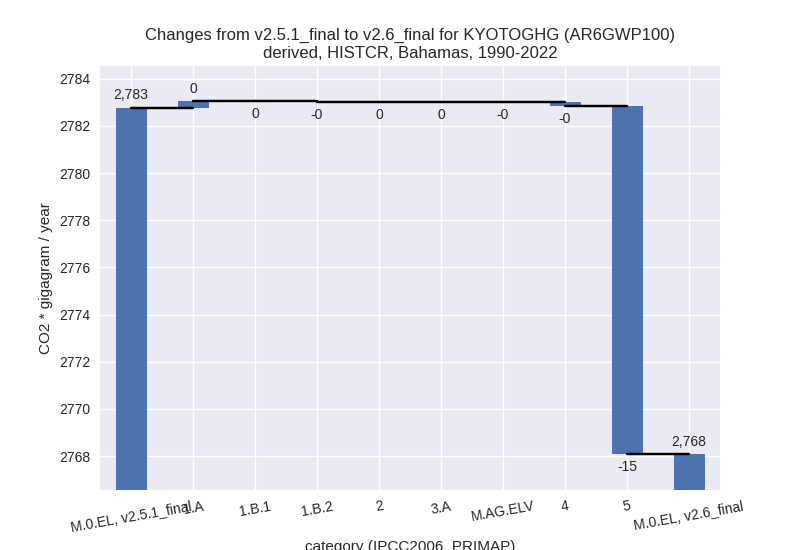 Changes from v2.5.1_final to v2.6_final for KYOTOGHG (AR6GWP100)
derived, HISTCR, Bahamas, 1990-2022
CO2 * gigagram / year
2784
2782
2780
2778
2776
2774
2772
2770
2768
2,783
0
0
-0
0
0
-0
-0
-15
2,768
M.0.EL, v2.5.1_final
1.A
1.B.1
1.B.2
2
3.A
M.AG.ELV
4
5
M.0.EL, v2.6_final
category (IPCC2006_PRIMAP)